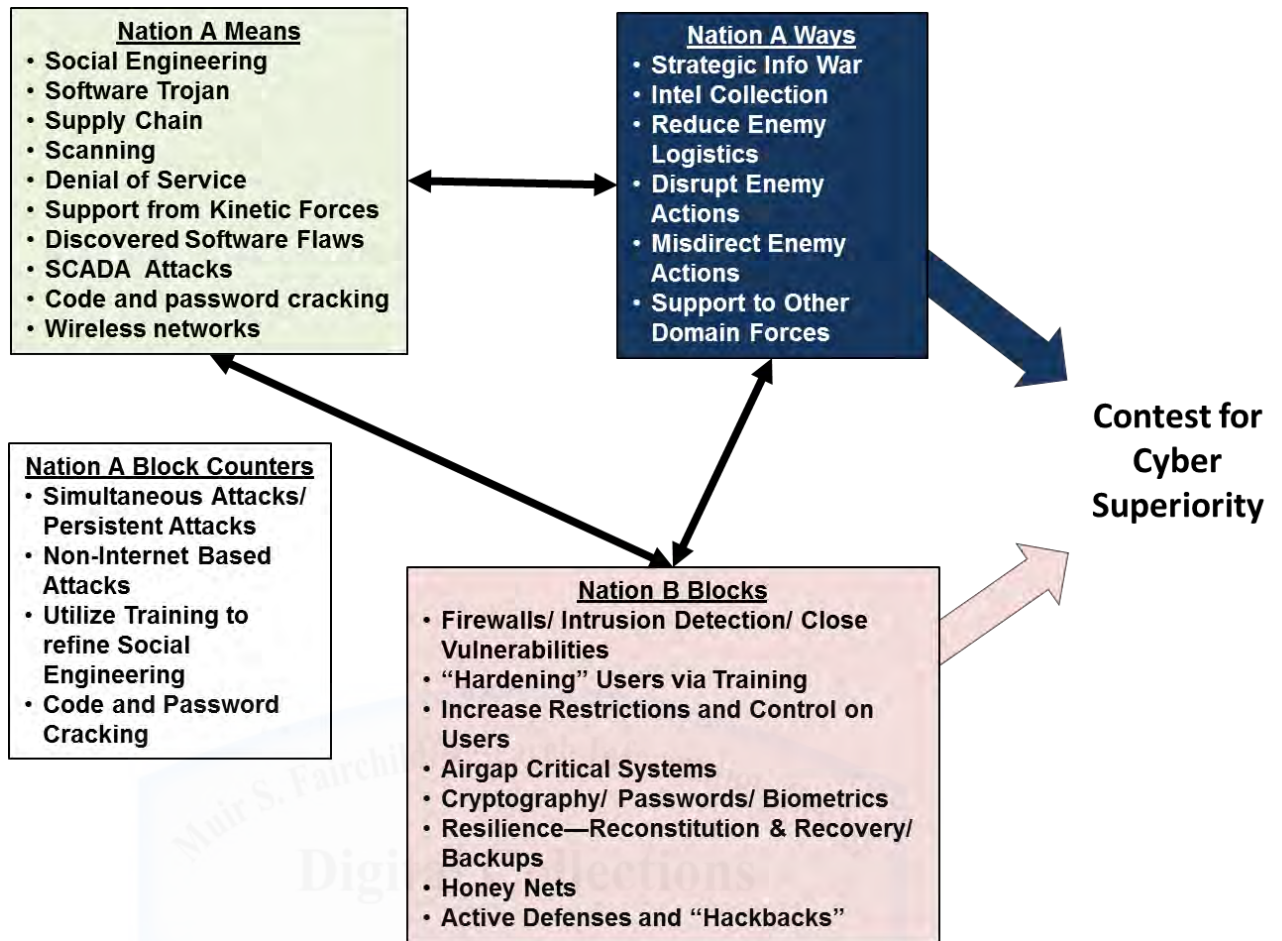 Nation A Means
• Social Engineering
• Software Trojan
• Supply Chain
• Scanning
• Denial of Service
• Support from Kinetic Forces
• Discovered Software Flaws
• SCADA Attacks
• Code and password cracking
• Wireless networks
Nation A Ways
• Strategic Info War
• Intel Collection
• Reduce Enemy
Logistics
• Disrupt Enemy
Actions
• Misdirect Enemy
Actions
• Support to Other
Domain Forces
Contest for
Cyber
Superiority
Nation A Block Counters
• Simultaneous Attacks/
Persistent Attacks
• Non-Internet Based
Attacks
• Utilize Training to
refine Social
Engineering
• Code and Password
Cracking
Nation B Blocks
• Firewalls/ Intrusion Detection/ Close
Vulnerabilities
• “Hardening” Users via Training
• Increase Restrictions and Control on
Users
• Airgap Critical Systems
• Cryptography/ Passwords/ Biometrics
• Resilience—Reconstitution & Recovery/
Backups
• Honey Nets
• Active Defenses and “Hackbacks”
Muir S. Fairchild
Digital Collections